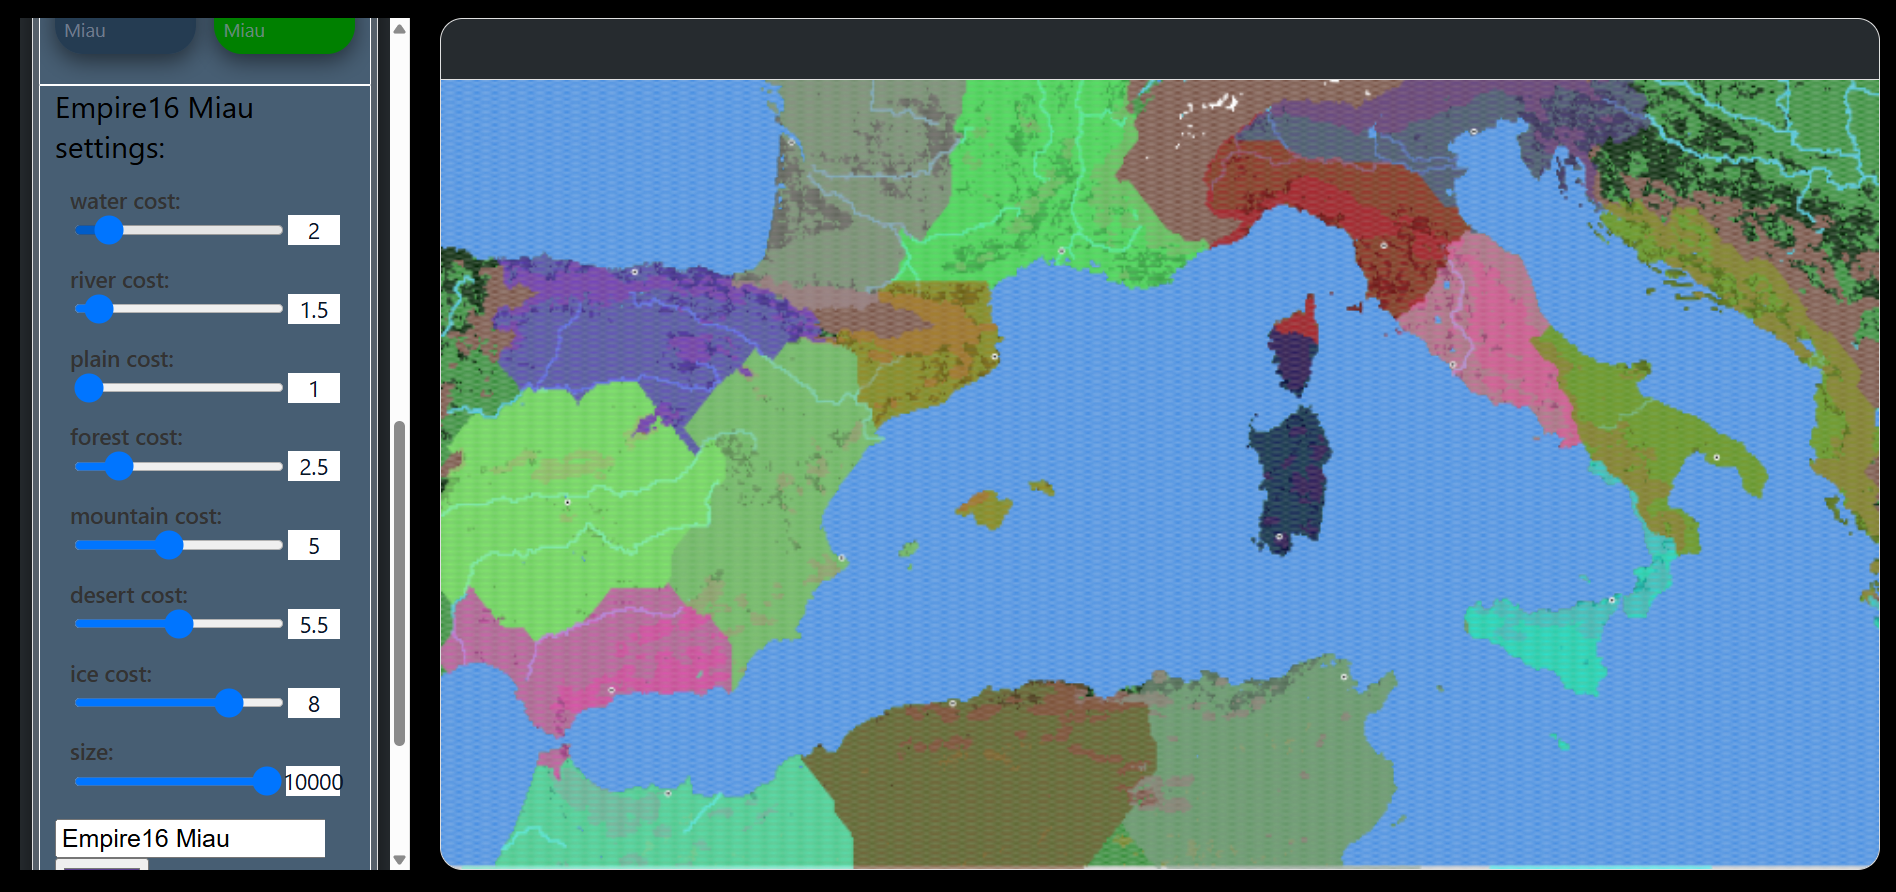 Miau
Miau
Empire16 Miau
settings:
water cost:
2
river cost:
1.5
plain cost:
1
forest cost:
2.5
mountain cost:
5
desert cost:
5.5
ice cost:
8
size:
10000
Empire16 Miau